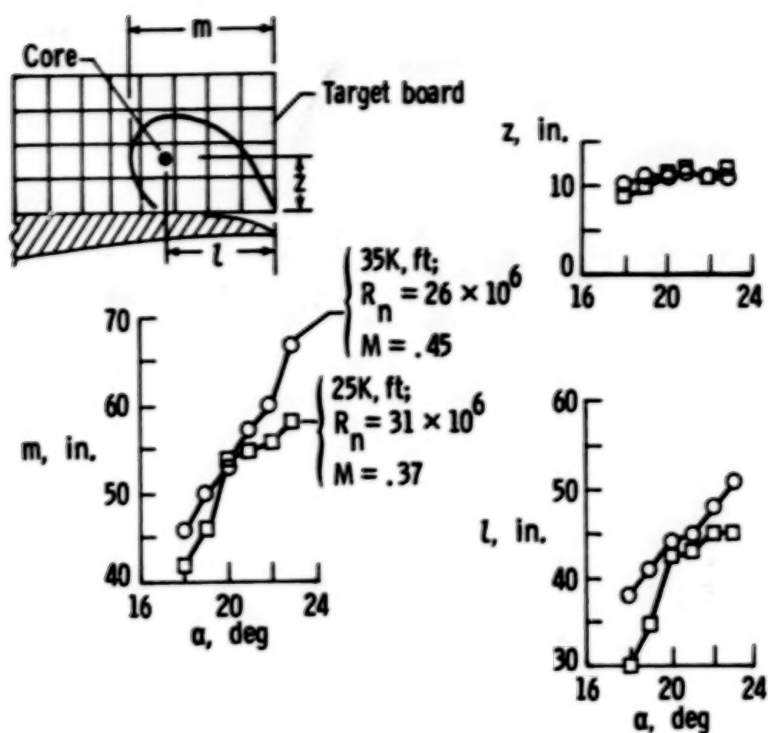 m
Core
Target board
z
l
z, in.
10
0
16 20 24
35K, ft;
R_n = 26 × 10^6
M = .45
25K, ft;
R_n = 31 × 10^6
M = .37
70
60
m, in.
50
40
16 20 24
α, deg
60
50
l, in.
40
30
16 20 24
α, deg